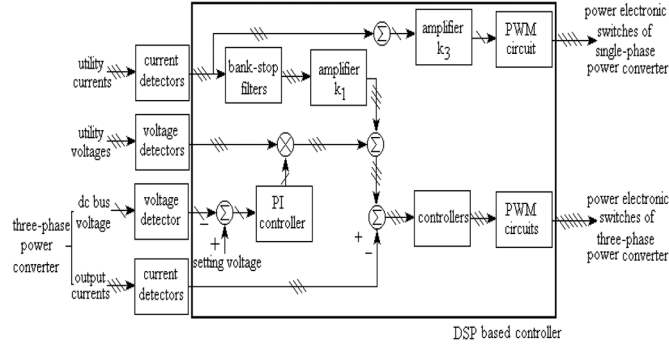 power electronic
switches of
single-phase
power converter
utility
currents
current
detectors
bank-stop
filters
amplifier
k1
Σ
amplifier
k3
PWM
circuit
utility
voltages
voltage
detectors
Σ
three-phase
power
converter
dc bus
voltage
voltage
detector
−
Σ
+
setting voltage
PI
controller
Σ
+
−
controllers
PWM
circuits
power electronic
switches of
three-phase
power converter
output
currents
current
detectors
DSP based controller